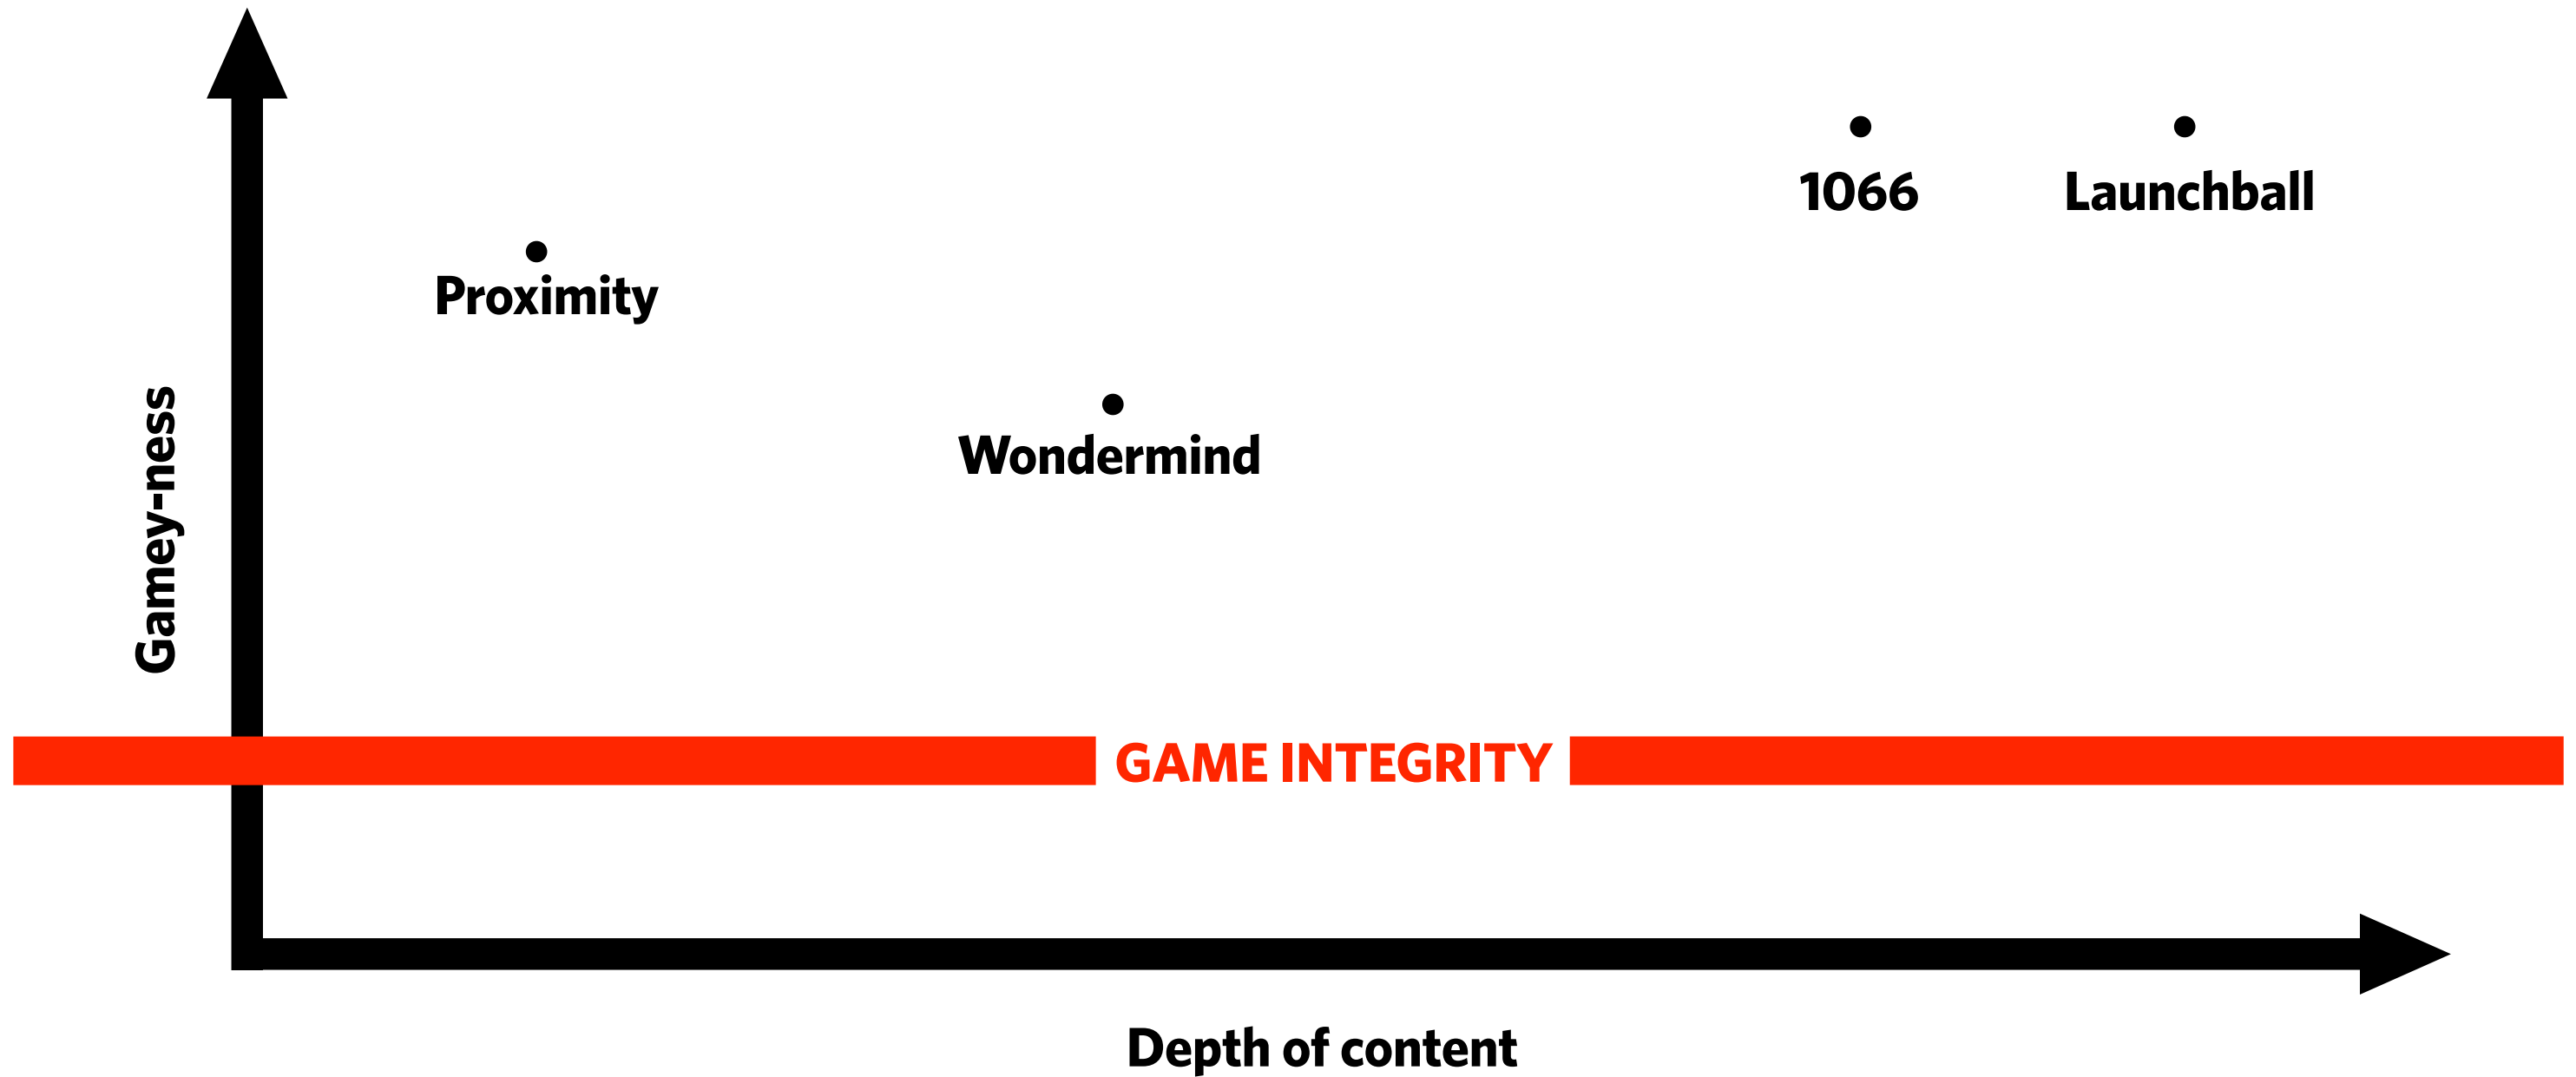 1066
Launchball
Proximity
Wondermind
Gamey-ness
GAME INTEGRITY
Depth of content